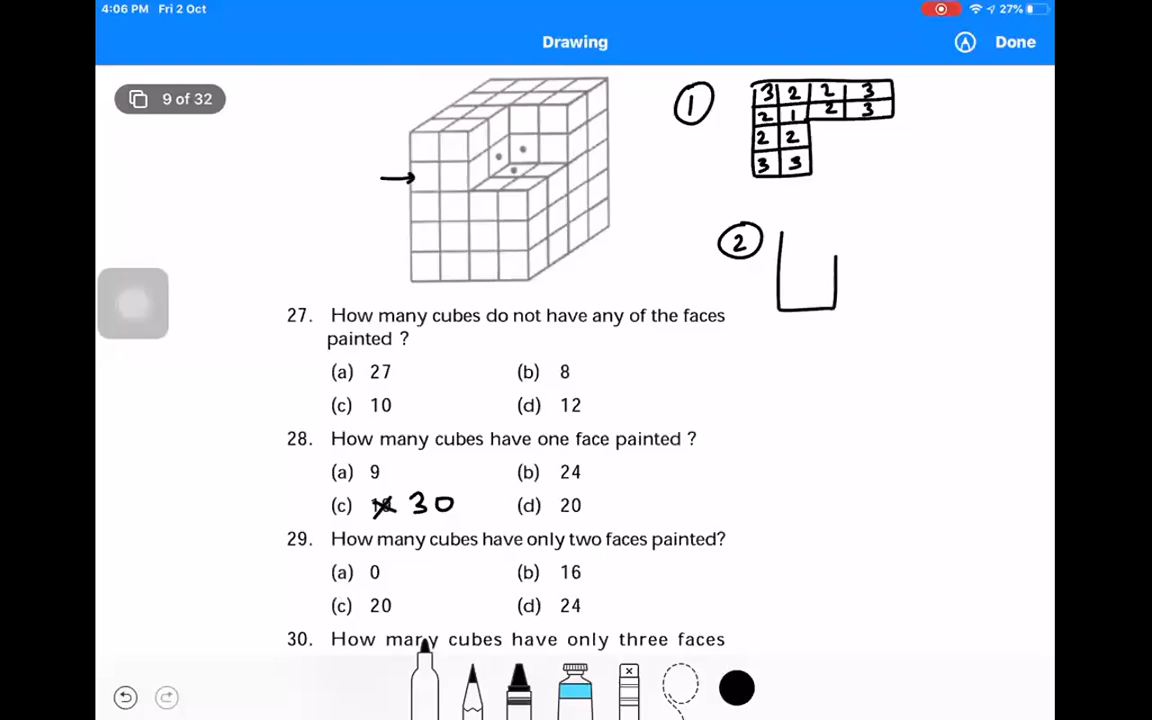 4:06 PM Fri 2 Oct
27%
Drawing
Done
9 of 32
1
3 2 2 3
2 1 2 3
2 2
3 3
2
27. How many cubes do not have any of the faces
painted ?
(a) 27 (b) 8
(c) 10 (d) 12
28. How many cubes have one face painted ?
(a) 9 (b) 24
(c) 30 (d) 20
29. How many cubes have only two faces painted?
(a) 0 (b) 16
(c) 20 (d) 24
30. How many cubes have only three faces